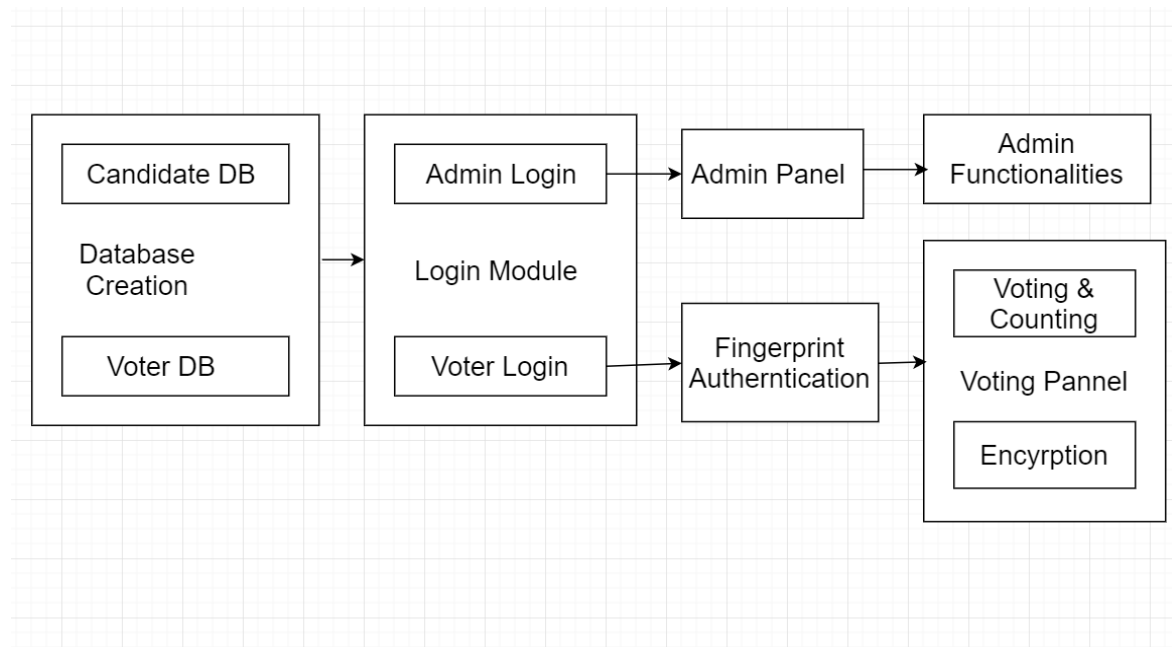 Candidate DB
Database
Creation
Voter DB
Admin Login
Login Module
Voter Login
Admin Panel
Fingerprint
Autherntication
Admin
Functionalities
Voting &
Counting
Voting Pannel
Encyrption